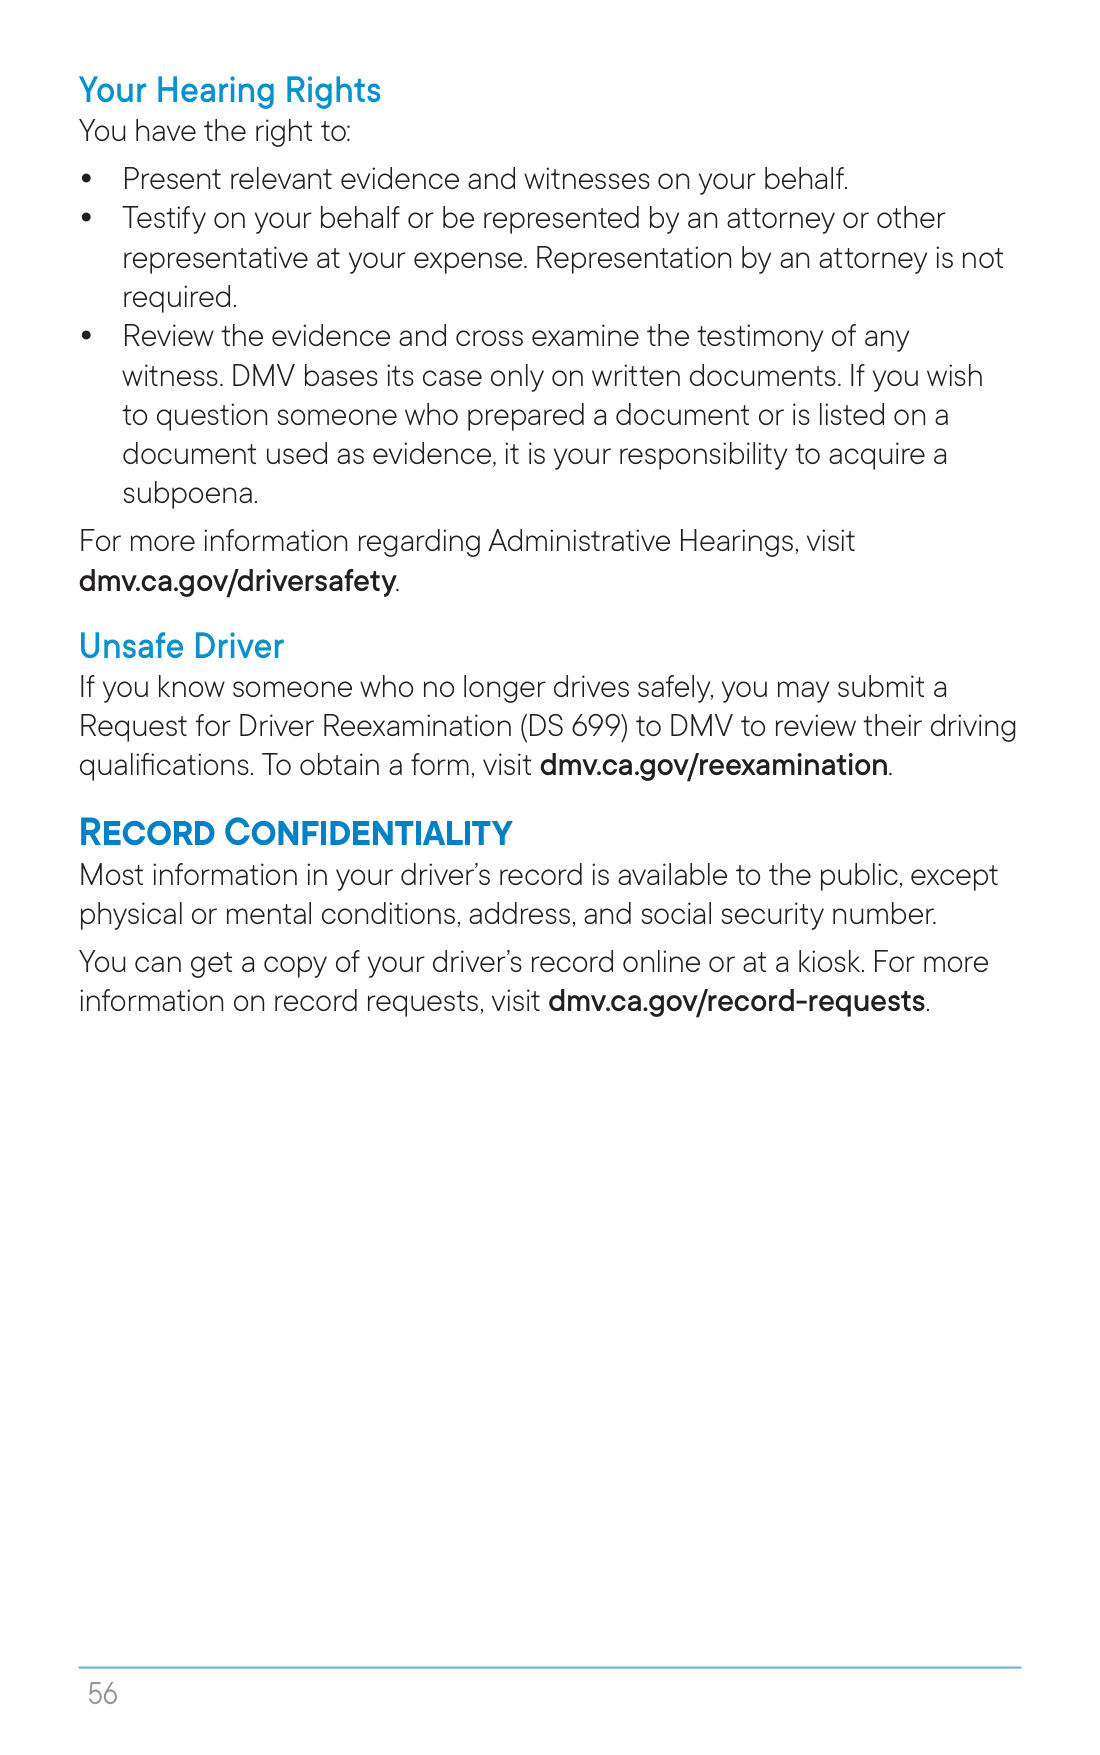 Your Hearing Rights
You have the right to:
• Present relevant evidence and witnesses on your behalf.
• Testify on your behalf or be represented by an attorney or other
representative at your expense. Representation by an attorney is not
required.
• Review the evidence and cross examine the testimony of any
witness. DMV bases its case only on written documents. If you wish
to question someone who prepared a document or is listed on a
document used as evidence, it is your responsibility to acquire a
subpoena.
For more information regarding Administrative Hearings, visit
dmv.ca.gov/driversafety.
Unsafe Driver
If you know someone who no longer drives safely, you may submit a
Request for Driver Reexamination (DS 699) to DMV to review their driving
qualifications. To obtain a form, visit dmv.ca.gov/reexamination.
RECORD CONFIDENTIALITY
Most information in your driver’s record is available to the public, except
physical or mental conditions, address, and social security number.
You can get a copy of your driver’s record online or at a kiosk. For more
information on record requests, visit dmv.ca.gov/record-requests.
56